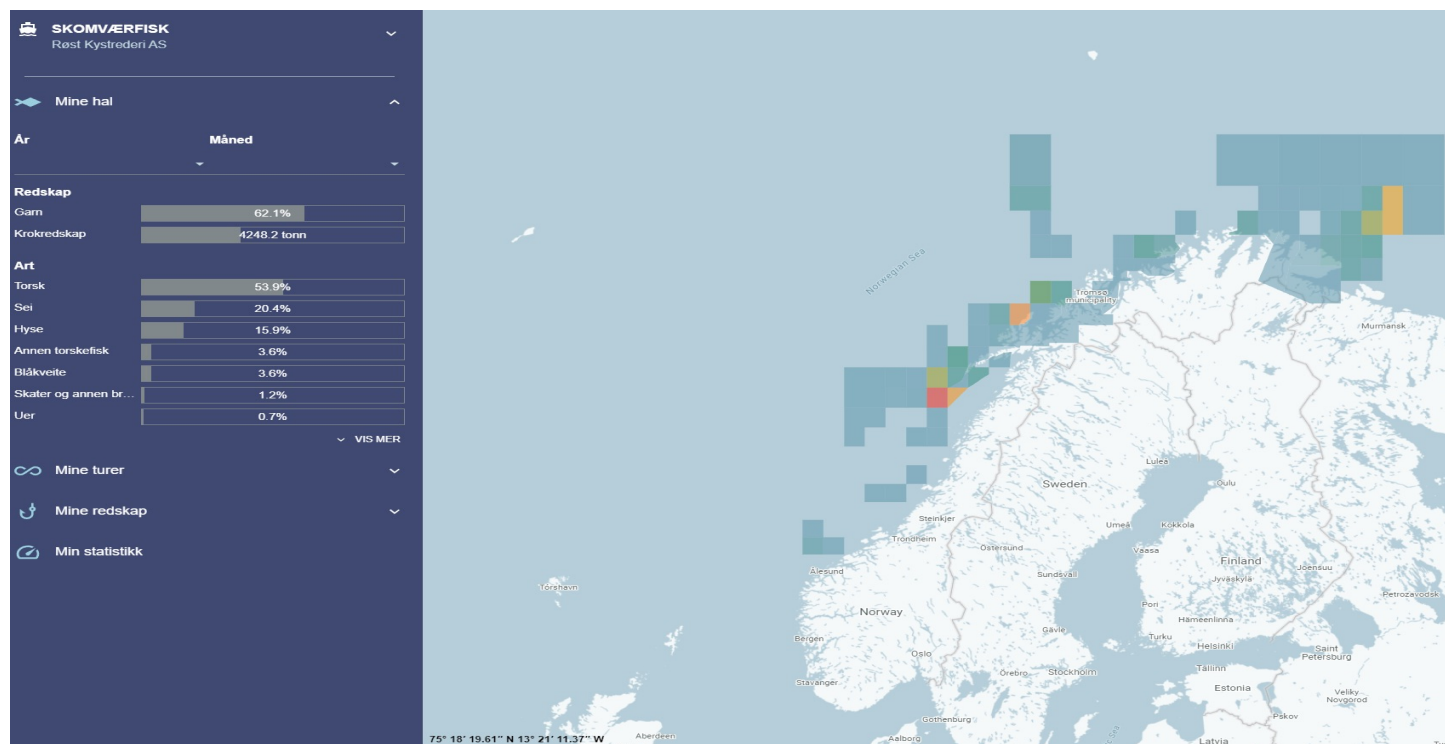 SKOMVÆRFISK
Røst Kystrederi AS
Mine hal
År Måned
Redskap
Garn 62.1%
Krokredskap 4248.2 tonn
Art
Torsk 53.9%
Sei 20.4%
Hyse 15.9%
Annen torskefisk 3.6%
Blåkveite 3.6%
Skater og annen br... 1.2%
Uer 0.7%
VIS MER
Mine turer
Mine redskap
Min statistikk
Norwegian Sea
Tromsø
municipality
Murmansk
Lulea
Sweden
Oulu
Steinkjer
Umeå
Kokkola
Trondheim
Östersund
Vaasa
Finland
Ålesund
Sundsvall
Joensuu
Jyväskylä
Tórshavn
Petrozavodsk
Norway
Pori
Hämeenlinna
Bergen
Gävle
Turku
Helsinki
Saint
Petersburg
Oslo
Tallinn
Örebro
Stockholm
Stavanger
Estonia
Veliky
Novgorod
Gothenburg
Pskov
75° 18' 19.61" N 13° 21' 11.37" W
Aberdeen
Aalborg
Latvia